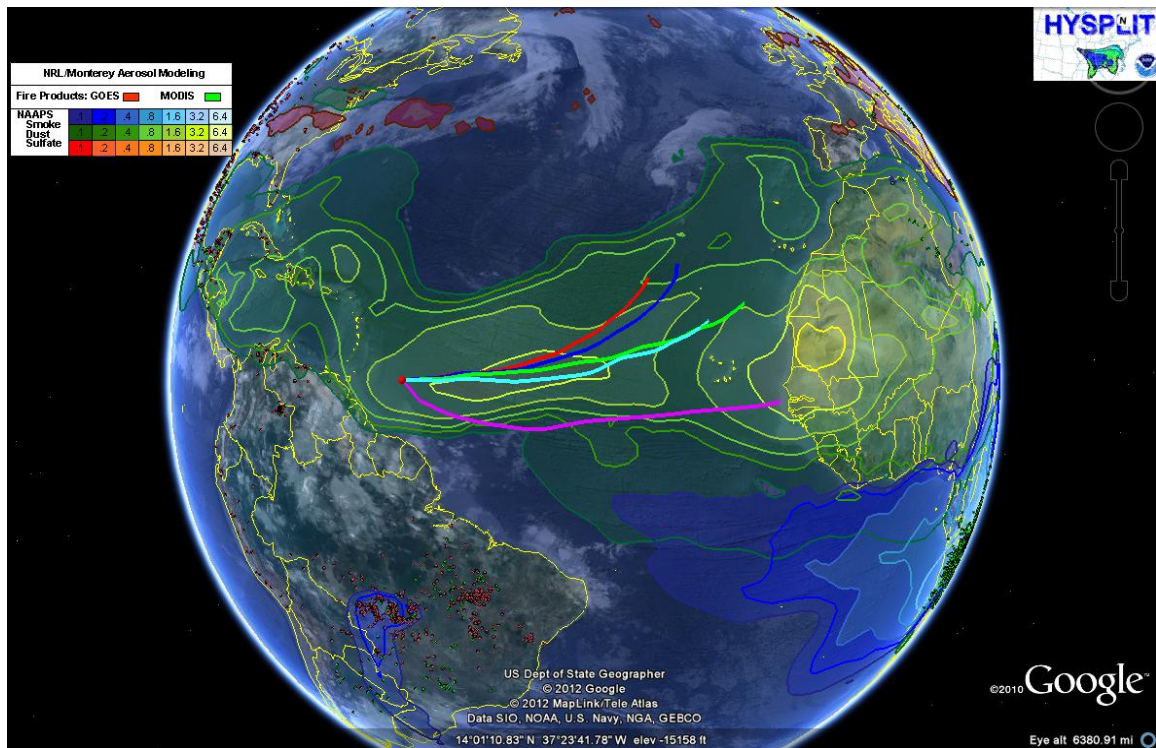 HYSPLIT
N
NRL/Monterey Aerosol Modeling
Fire Products: GOES MODIS
NAAPS
Smoke .1 .2 .4 .8 1.6 3.2 6.4
Dust .1 .2 .4 .8 1.6 3.2 6.4
Sulfate .1 .2 .4 .8 1.6 3.2 6.4
US Dept of State Geographer
© 2012 Google
© 2012 MapLink/Tele Atlas
Data SIO, NOAA, U.S. Navy, NGA, GEBCO
©2010 Google
14°01'10.83" N 37°23'41.78" W elev -15158 ft
Eye alt 6380.91 mi